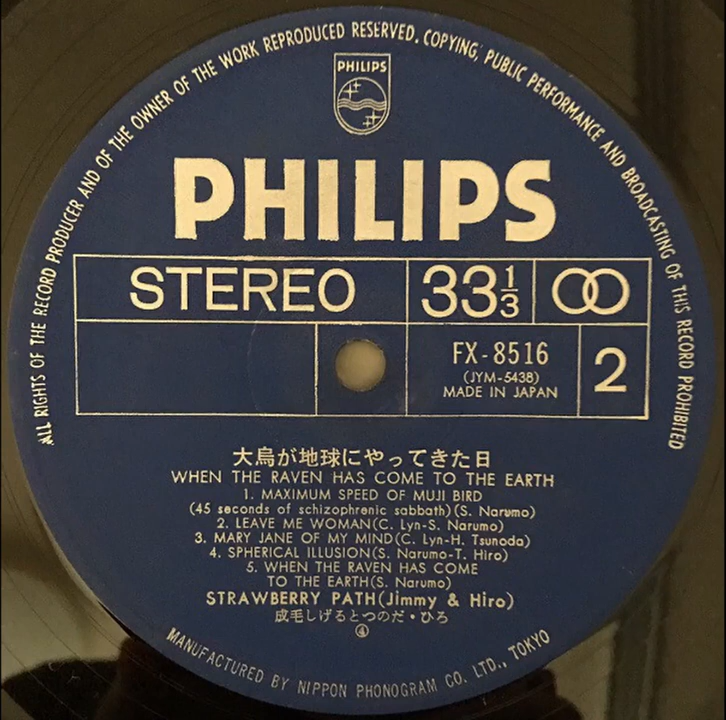 ALL RIGHTS OF THE RECORD PRODUCER AND OF THE OWNER OF THE WORK REPRODUCED RESERVED. COPYING, PUBLIC PERFORMANCE AND BROADCASTING OF THIS RECORD PROHIBITED
PHILIPS
PHILIPS
STEREO
33 1/3
FX-8516
(JYM-5438)
MADE IN JAPAN
2
大烏が地球にやってきた日
WHEN THE RAVEN HAS COME TO THE EARTH
1. MAXIMUM SPEED OF MUJI BIRD
(45 seconds of schizophrenic sabbath)(S. Narumo)
2. LEAVE ME WOMAN(C. Lyn-S. Narumo)
3. MARY JANE OF MY MIND(C. Lyn-H. Tsunoda)
4. SPHERICAL ILLUSION(S. Narumo-T. Hiro)
5. WHEN THE RAVEN HAS COME
TO THE EARTH(S. Narumo)
STRAWBERRY PATH(Jimmy & Hiro)
成毛しげるとつのだ・ひろ
④
MANUFACTURED BY NIPPON PHONOGRAM CO. LTD., TOKYO